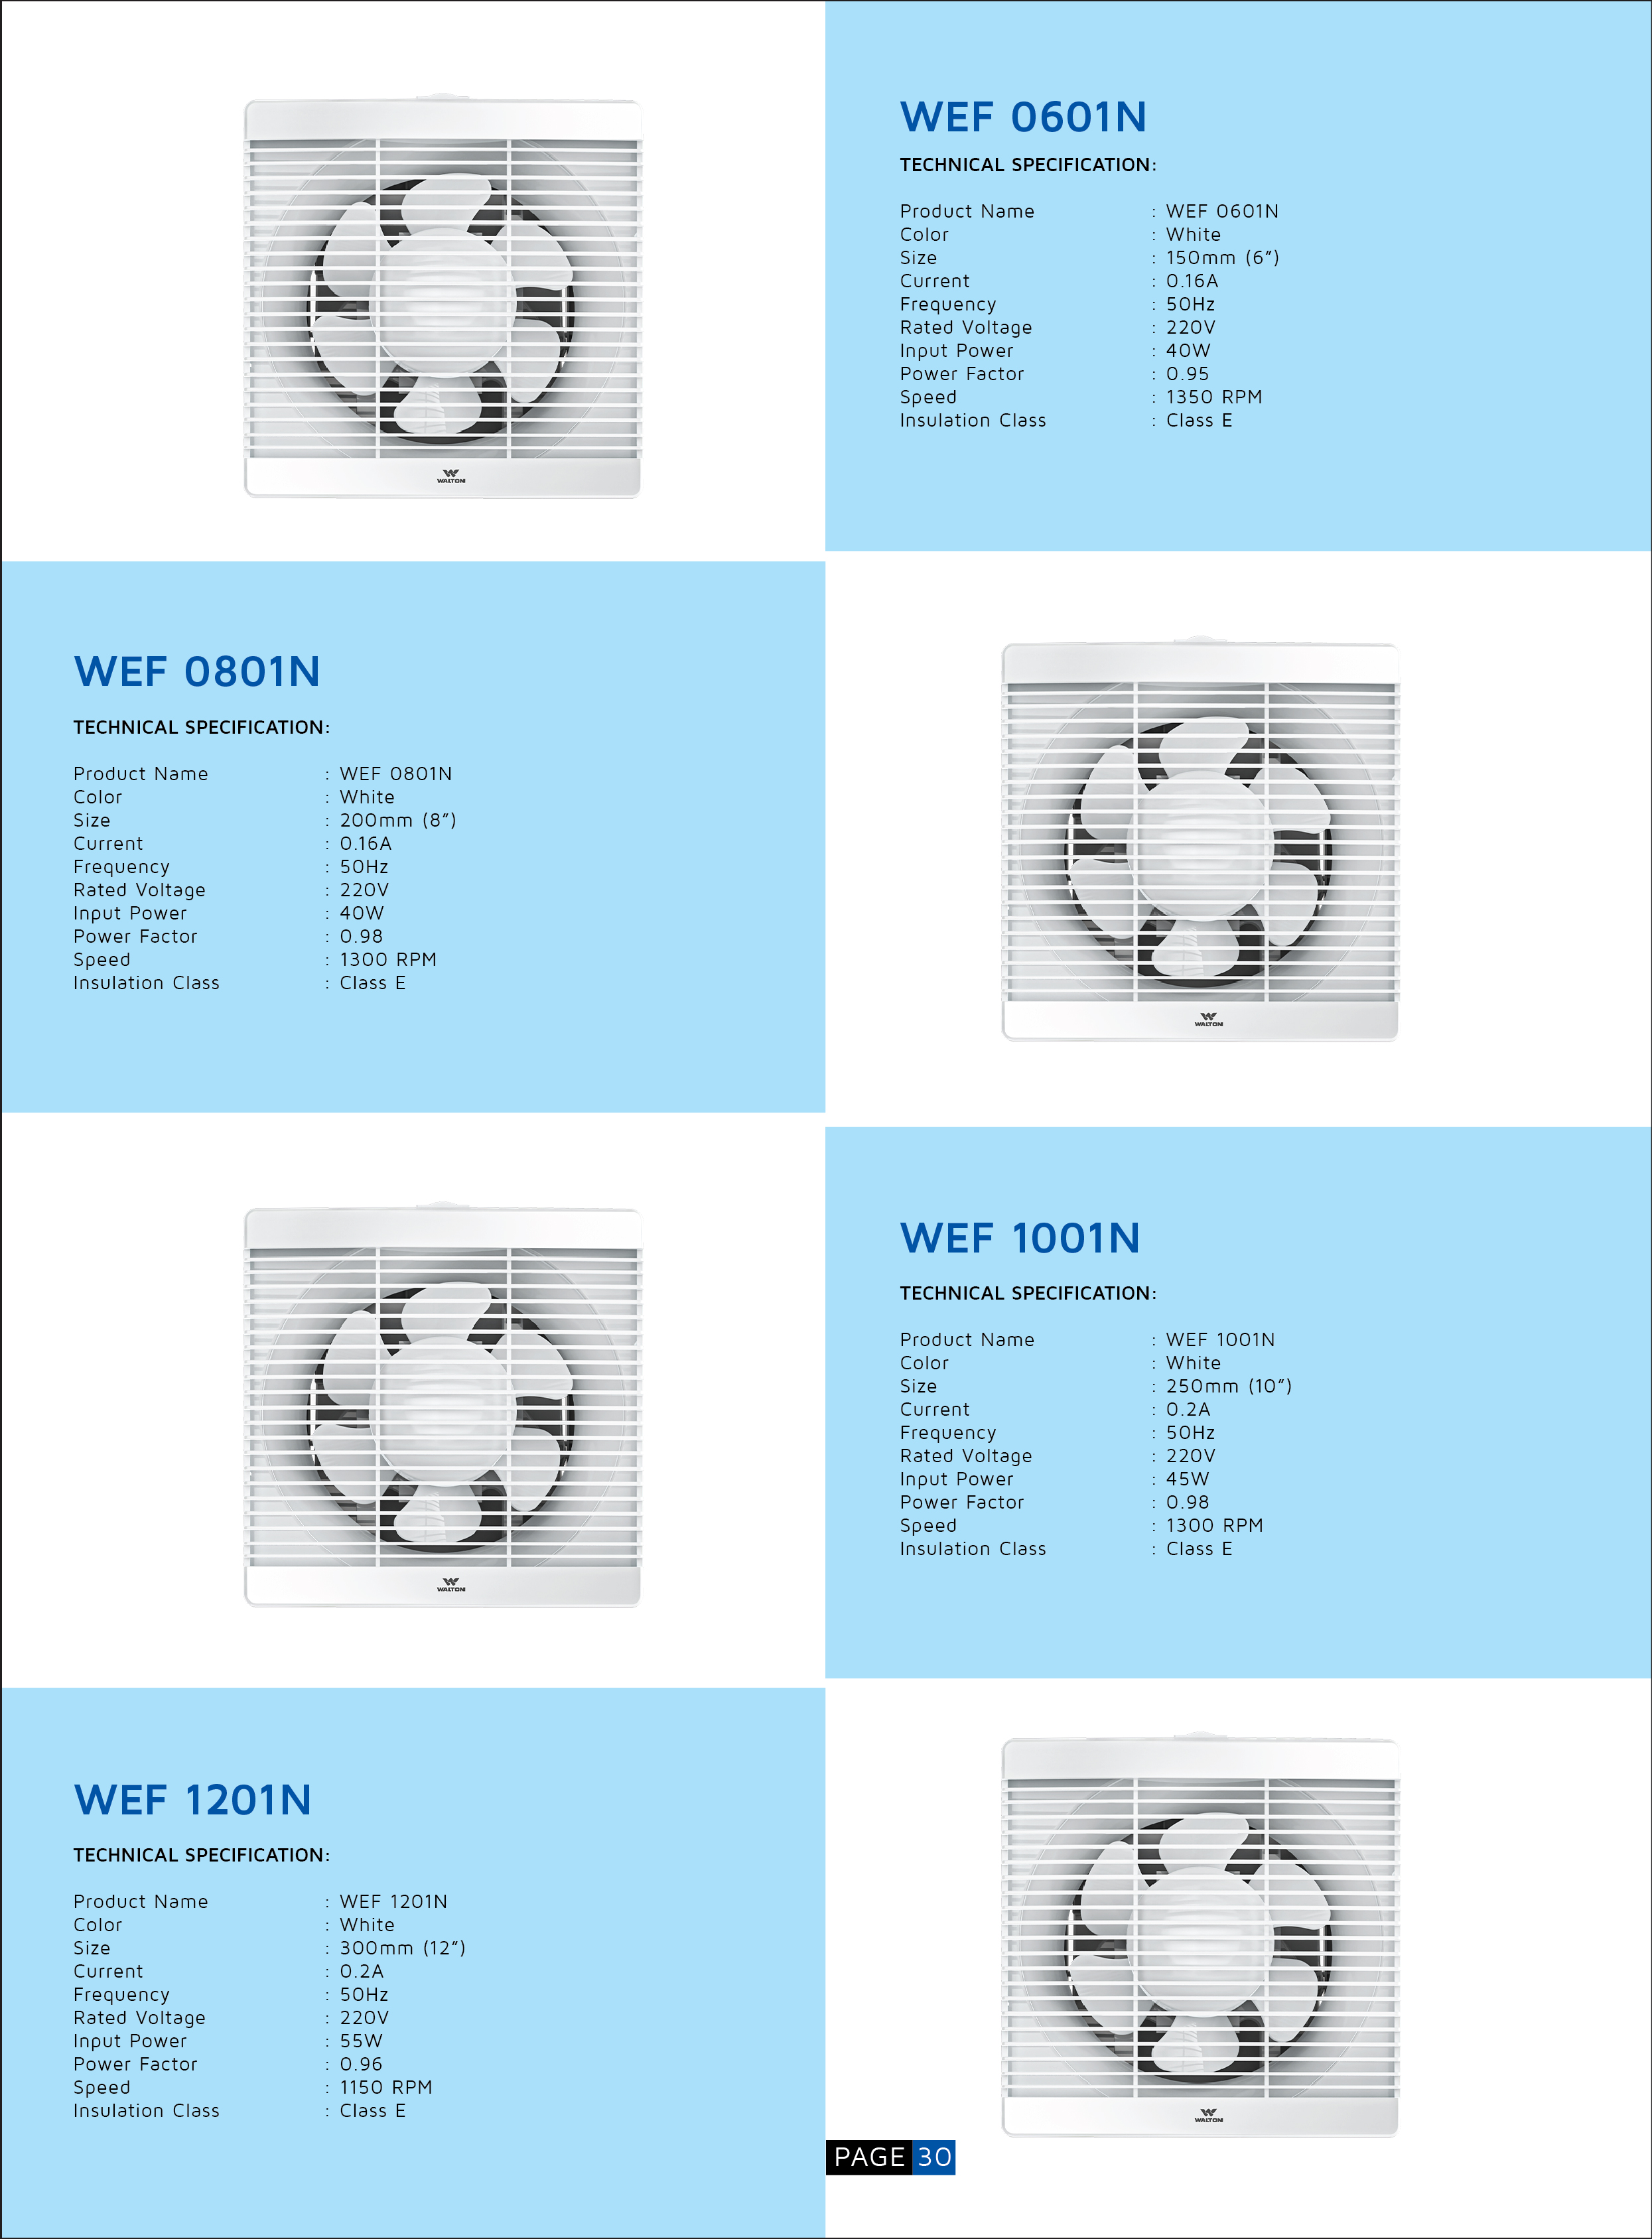 WEF 0601N
TECHNICAL SPECIFICATION:
Product Name : WEF 0601N
Color : White
Size : 150mm (6”)
Current : 0.16A
Frequency : 50Hz
Rated Voltage : 220V
Input Power : 40W
Power Factor : 0.95
Speed : 1350 RPM
Insulation Class : Class E
WALTON
WEF 0801N
TECHNICAL SPECIFICATION:
Product Name : WEF 0801N
Color : White
Size : 200mm (8”)
Current : 0.16A
Frequency : 50Hz
Rated Voltage : 220V
Input Power : 40W
Power Factor : 0.98
Speed : 1300 RPM
Insulation Class : Class E
WALTON
WEF 1001N
TECHNICAL SPECIFICATION:
Product Name : WEF 1001N
Color : White
Size : 250mm (10”)
Current : 0.2A
Frequency : 50Hz
Rated Voltage : 220V
Input Power : 45W
Power Factor : 0.98
Speed : 1300 RPM
Insulation Class : Class E
WALTON
WEF 1201N
TECHNICAL SPECIFICATION:
Product Name : WEF 1201N
Color : White
Size : 300mm (12”)
Current : 0.2A
Frequency : 50Hz
Rated Voltage : 220V
Input Power : 55W
Power Factor : 0.96
Speed : 1150 RPM
Insulation Class : Class E
WALTON
PAGE 30